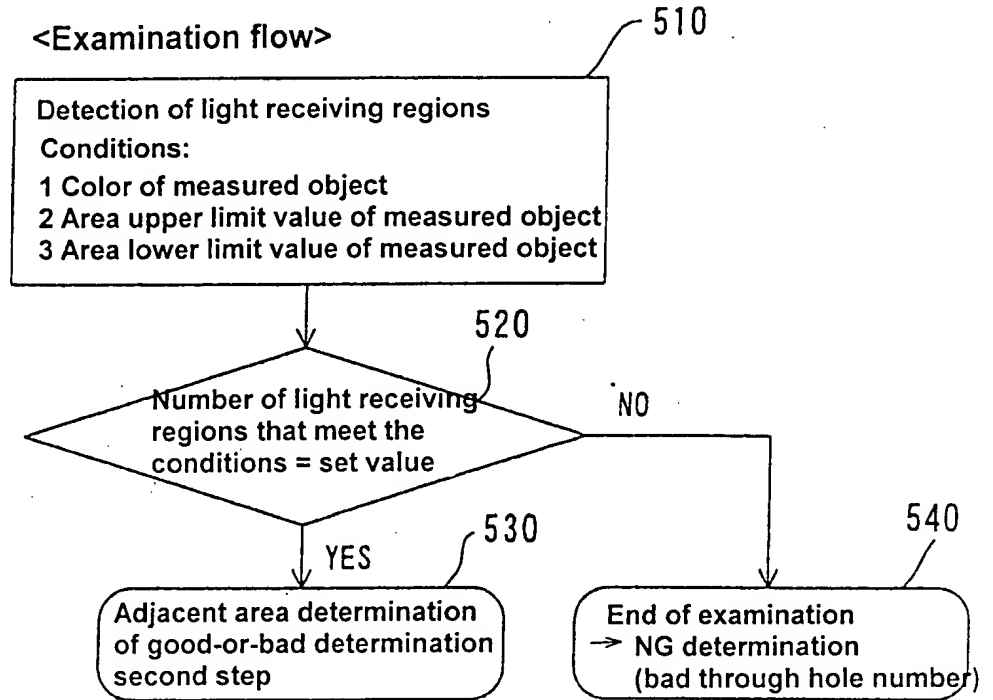 <Examination flow>
510
Detection of light receiving regions
Conditions:
1 Color of measured object
2 Area upper limit value of measured object
3 Area lower limit value of measured object
520
Number of light receiving
regions that meet the
conditions = set value
NO
YES
530
Adjacent area determination
of good-or-bad determination
second step
540
End of examination
→ NG determination
(bad through hole number)